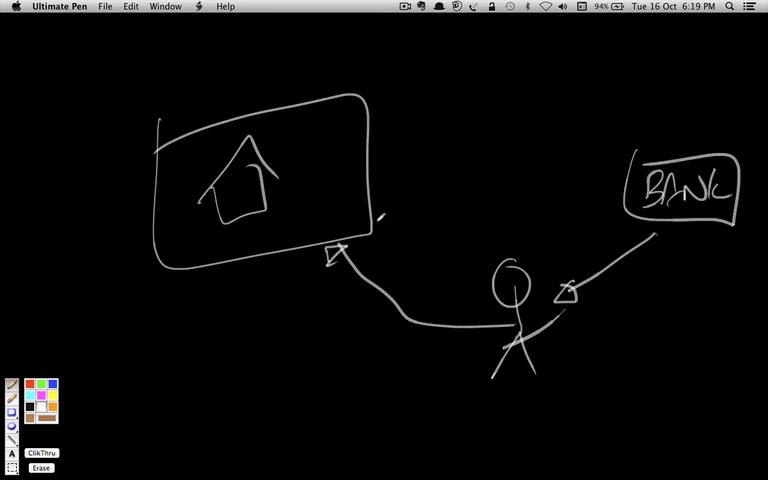 Ultimate Pen File Edit Window Help 94% Tue 16 Oct 6:19 PM
BANK
A
ClikThru
Erase